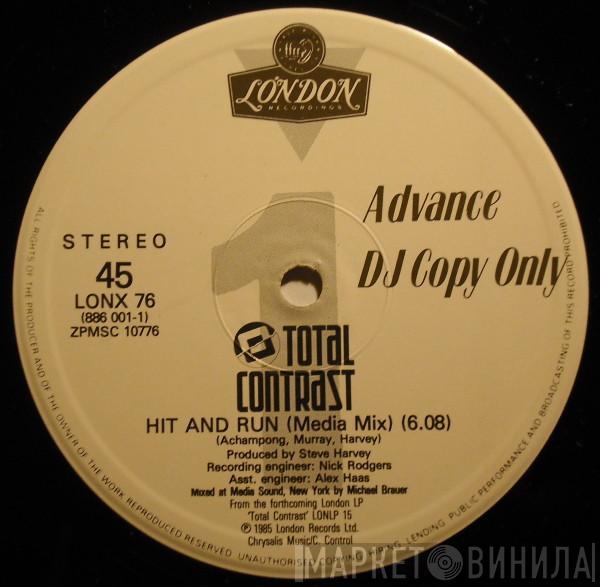 LONDON
RECORDINGS
1
Advance
DJ Copy Only
STEREO
45
LONX 76
(886 001-1)
ZPMSC 10776
TOTAL
CONTRAST
HIT AND RUN (Media Mix) (6.08)
(Achampong, Murray, Harvey)
Produced by Steve Harvey
Recording engineer: Nick Rodgers
Asst. engineer: Alex Haas
Mixed at Media Sound, New York by Michael Brauer
From the forthcoming London LP
'Total Contrast' LONLP 15
℗ 1985 London Records Ltd.
Chrysalis Music/C. Control
ALL RIGHTS OF THE PRODUCER AND OF THE OWNER OF THE WORK REPRODUCED RESERVED UNAUTHORISED COPYING, HIRING, LENDING, PUBLIC PERFORMANCE AND BROADCASTING OF THIS RECORD PROHIBITED
МАРКЕТ ВИНИЛА